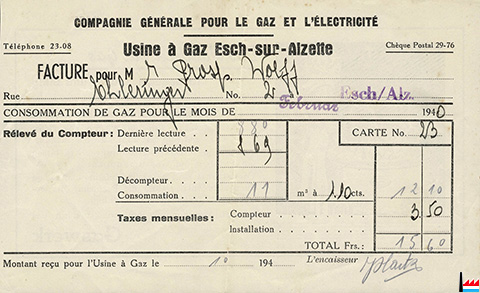 COMPAGNIE GÉNÉRALE POUR LE GAZ ET L'ÉLECTRICITÉ
Téléphone 23-08 Usine à Gaz Esch-sur-Alzette Chèque Postal 29-76
FACTURE pour M r Prosp. Wolff
Rue No. 2 Esch/Alz.
CONSOMMATION DE GAZ POUR LE MOIS DE Februar 1940
Relevé du Compteur: Dernière lecture . . 880 CARTE No. 23
Lecture précédente . 869
Décompteur . . .
Consommation . . 11 m³ à 1.10 cts. 12 10
Taxes mensuelles: Compteur . . . . . 3 50
Installation . . . . .
TOTAL Frs.: 15 60
Montant reçu pour l'Usine à Gaz le 194 L'encaisseur